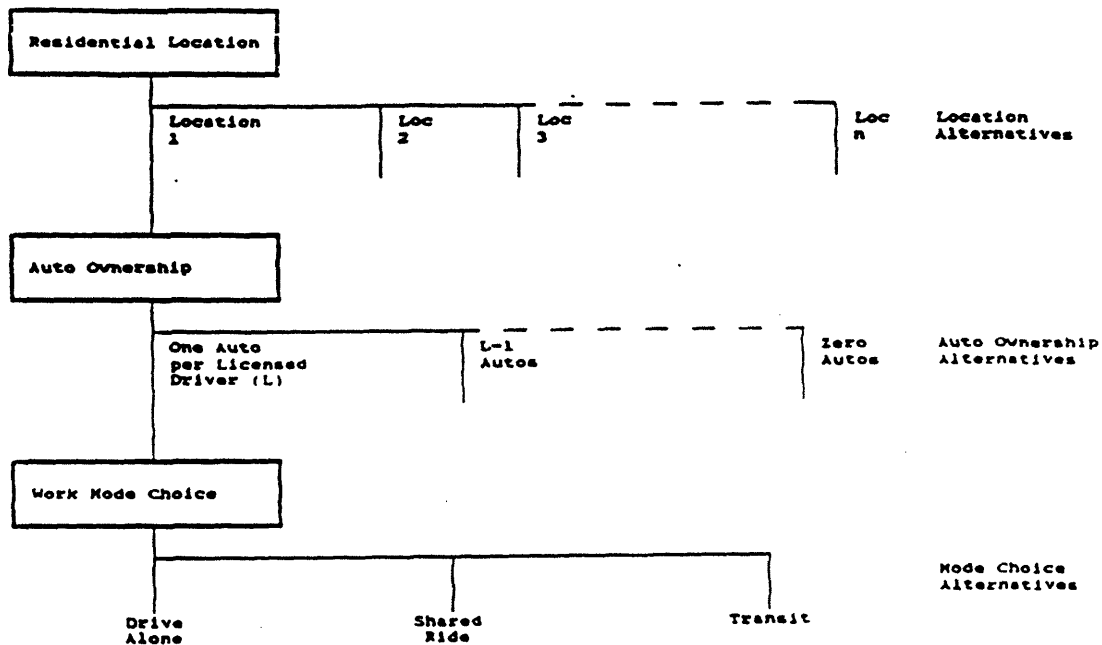 Residential Location
Location
1
Loc
2
Loc
3
Loc
n
Location
Alternatives
Auto Ownership
One Auto
per Licensed
Driver (L)
L-1
Autos
Zero
Autos
Auto Ownership
Alternatives
Work Mode Choice
Mode Choice
Alternatives
Drive
Alone
Shared
Ride
Transit